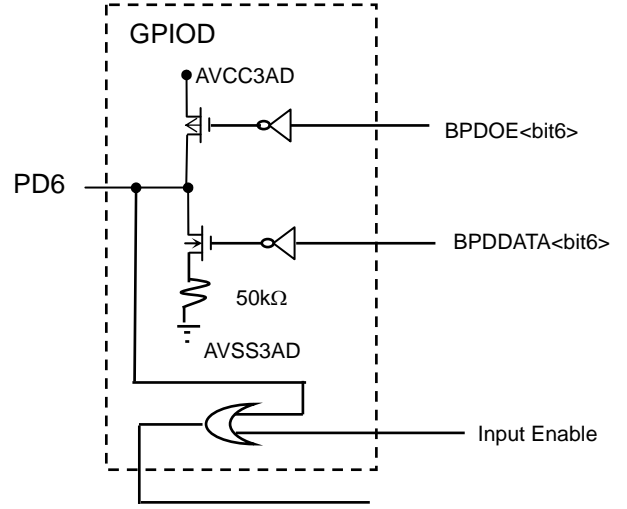 GPIOD
AVCC3AD
BPDOE<bit6>
PD6
BPDDATA<bit6>
50kΩ
AVSS3AD
Input Enable